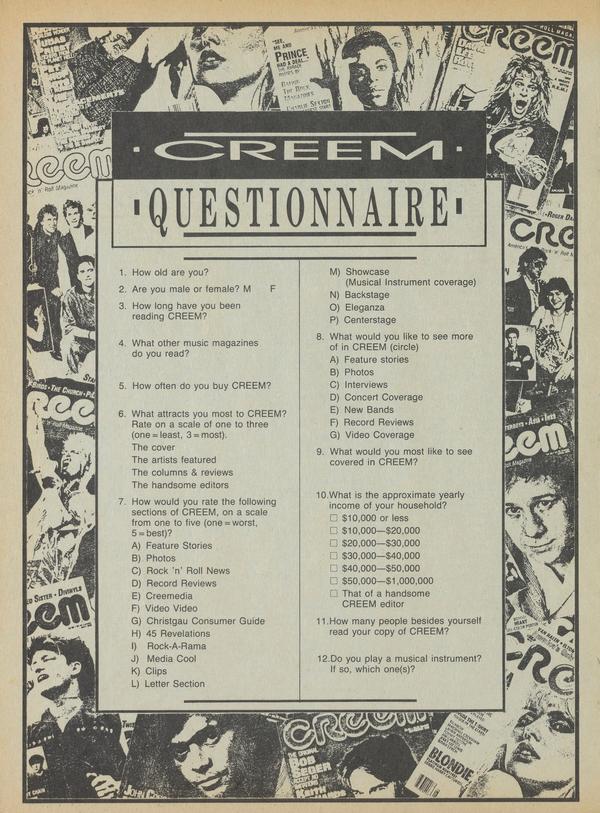 "SEE,
ME AND
PRINCE
HAD A DEAL...
CREEM
ROLL MAGA
CREEM
QUESTIONNAIRE
1. How old are you?
2. Are you male or female? M F
3. How long have you been
reading CREEM?
4. What other music magazines
do you read?
5. How often do you buy CREEM?
6. What attracts you most to CREEM?
Rate on a scale of one to three
(one = least, 3 = most).
The cover
The artists featured
The columns & reviews
The handsome editors
7. How would you rate the following
sections of CREEM, on a scale
from one to five (one = worst,
5 = best)?
A) Feature Stories
B) Photos
C) Rock 'n' Roll News
D) Record Reviews
E) Creemedia
F) Video Video
G) Christgau Consumer Guide
H) 45 Revelations
I) Rock-A-Rama
J) Media Cool
K) Clips
L) Letter Section
M) Showcase
(Musical Instrument coverage)
N) Backstage
O) Eleganza
P) Centerstage
8. What would you like to see more
of in CREEM (circle)
A) Feature stories
B) Photos
C) Interviews
D) Concert Coverage
E) New Bands
F) Record Reviews
G) Video Coverage
9. What would you most like to see
covered in CREEM?
10. What is the approximate yearly
income of your household?
□ $10,000 or less
□ $10,000—$20,000
□ $20,000—$30,000
□ $30,000—$40,000
□ $40,000—$50,000
□ $50,000—$1,000,000
□ That of a handsome
CREEM editor
11. How many people besides yourself
read your copy of CREEM?
12. Do you play a musical instrument?
If so, which one(s)?
CREEM
BOB
SEGER
BLONDIE